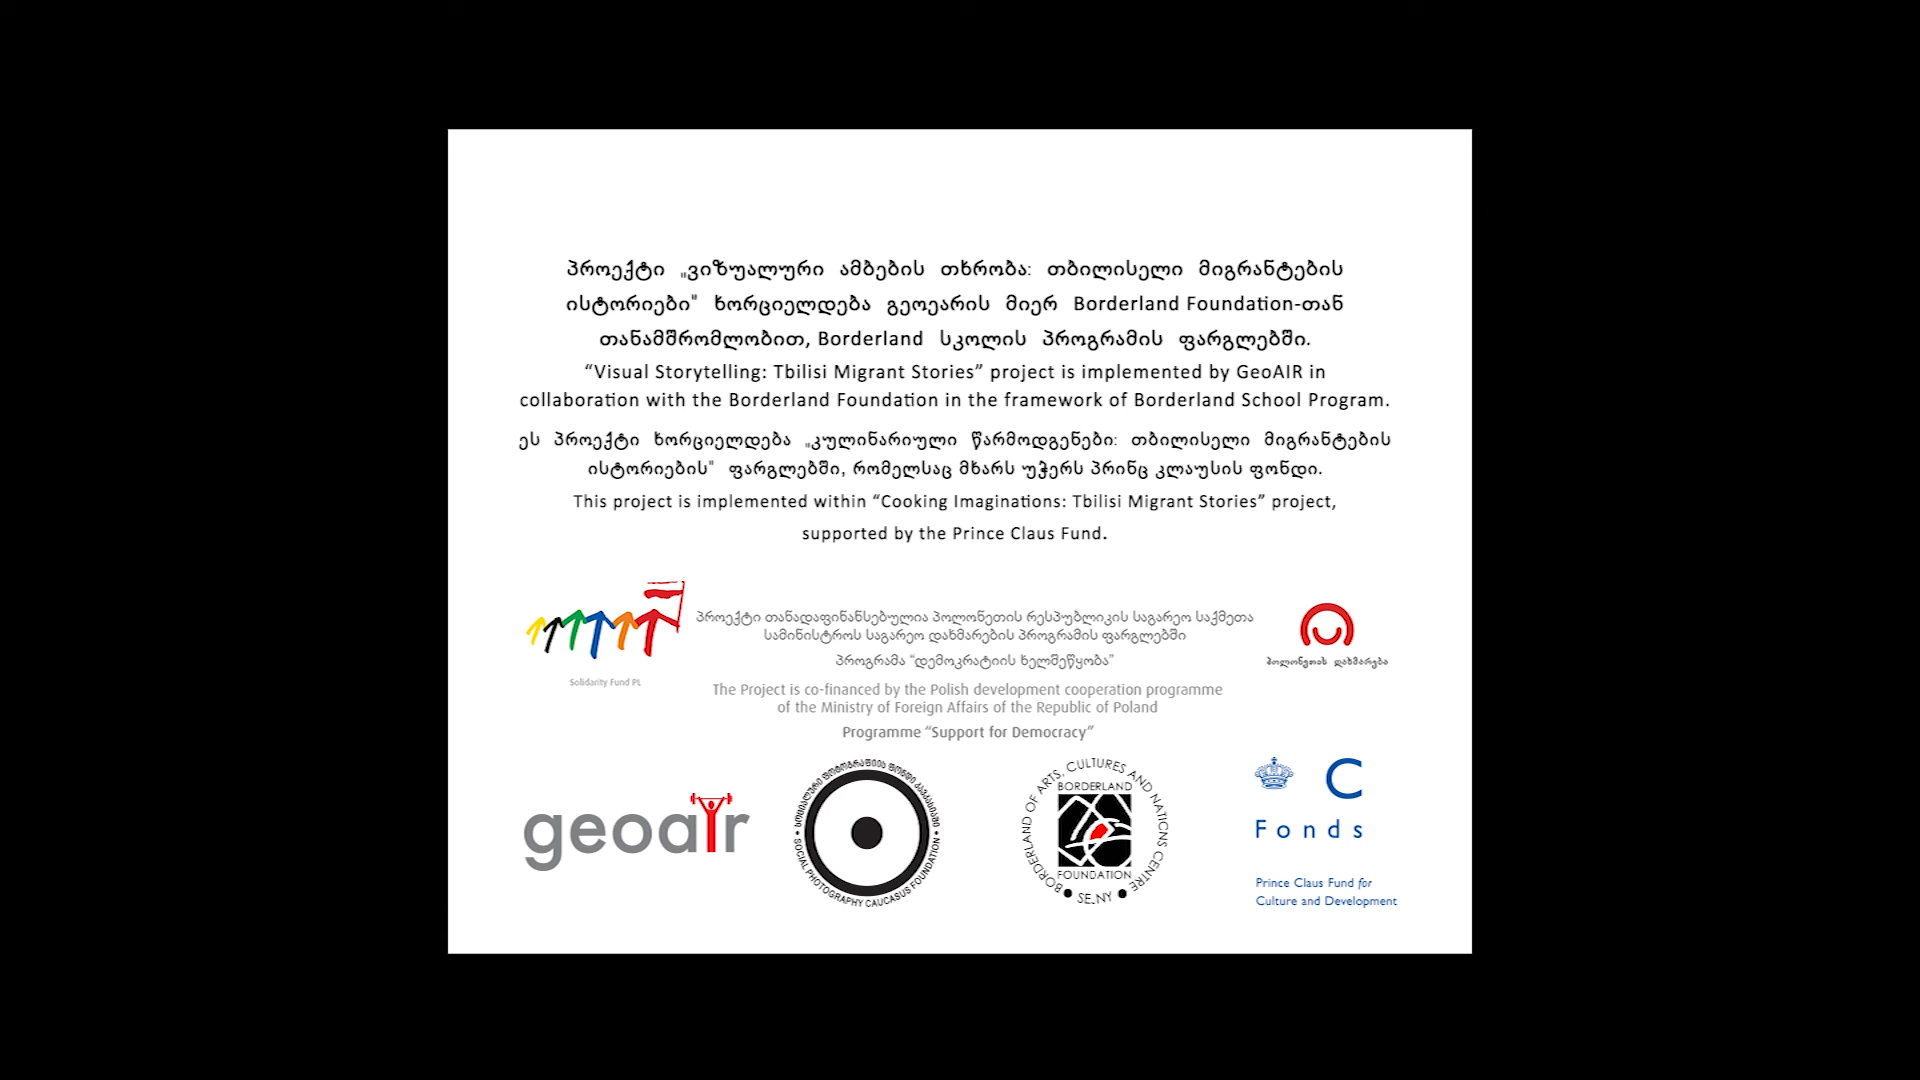 პროექტი „ვიზუალური ამბების თხრობა: თბილისელი მიგრანტების
ისტორიები" ხორციელდება გეოეარის მიერ Borderland Foundation-თან
თანამშრომლობით, Borderland სკოლის პროგრამის ფარგლებში.
“Visual Storytelling: Tbilisi Migrant Stories” project is implemented by GeoAIR in
collaboration with the Borderland Foundation in the framework of Borderland School Program.
ეს პროექტი ხორციელდება „კულინარიული წარმოდგენები: თბილისელი მიგრანტების
ისტორიების" ფარგლებში, რომელსაც მხარს უჭერს პრინც კლაუსის ფონდი.
This project is implemented within “Cooking Imaginations: Tbilisi Migrant Stories” project,
supported by the Prince Claus Fund.
Solidarity Fund PL
პროექტი თანადაფინანსებულია პოლონეთის რესპუბლიკის საგარეო საქმეთა
სამინისტროს საგარეო დახმარების პროგრამის ფარგლებში
პროგრამა “დემოკრატიის ხელშეწყობა”
The Project is co-financed by the Polish development cooperation programme
of the Ministry of Foreign Affairs of the Republic of Poland
Programme “Support for Democracy”
პოლონეთის დახმარება
geoair
სოციალური ფოტოგრაფიის ფონდი კავკასიაში
SOCIAL PHOTOGRAPHY CAUCASUS FOUNDATION
BORDERLAND OF ARTS, CULTURES AND NATIONS CENTRE
BORDERLAND
FOUNDATION
SEJNY
C
Fonds
Prince Claus Fund for
Culture and Development